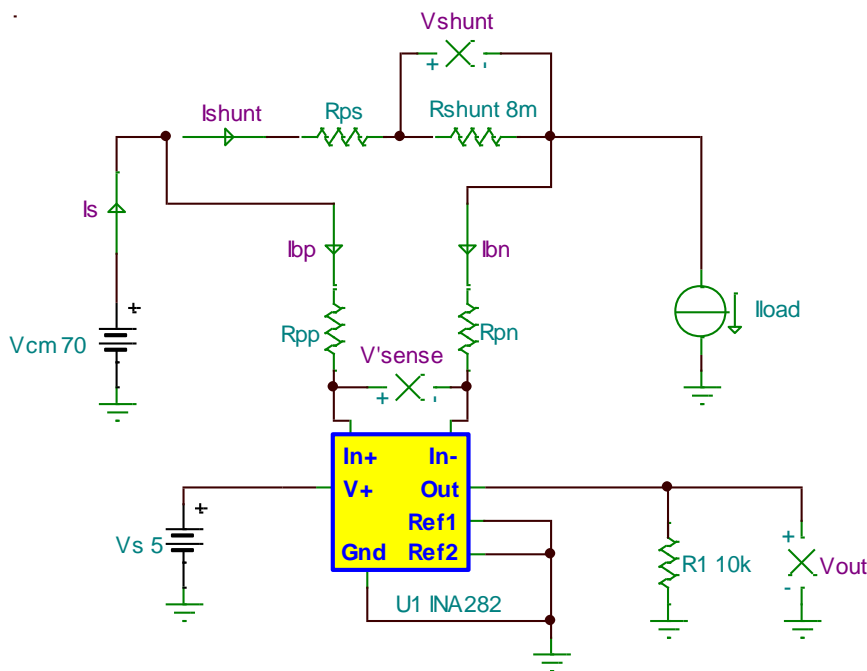 Vshunt
+ -
Ishunt
Rps
Rshunt 8m
Is
Ibp
Ibn
+
Vcm 70
Rpp
Rpn
Iload
V'sense
+ -
In+
In-
V+
Out
Ref1
Gnd
Ref2
+
Vs 5
U1 INA282
R1 10k
+
Vout
-